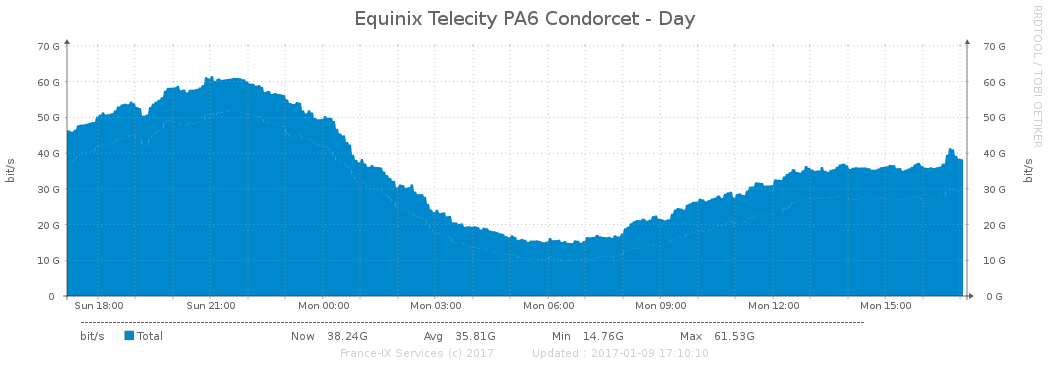 Equinix Telecity PA6 Condorcet - Day
RRDTOOL / TOBI OETIKER
bit/s
70 G 70 G
60 G 60 G
50 G 50 G
40 G 40 G
30 G 30 G
20 G 20 G
10 G 10 G
0 0 G
bit/s
Sun 18:00 Sun 21:00 Mon 00:00 Mon 03:00 Mon 06:00 Mon 09:00 Mon 12:00 Mon 15:00
bit/s Total Now 38.24G Avg 35.81G Min 14.76G Max 61.53G
France-IX Services (c) 2017 Updated : 2017-01-09 17:10:10